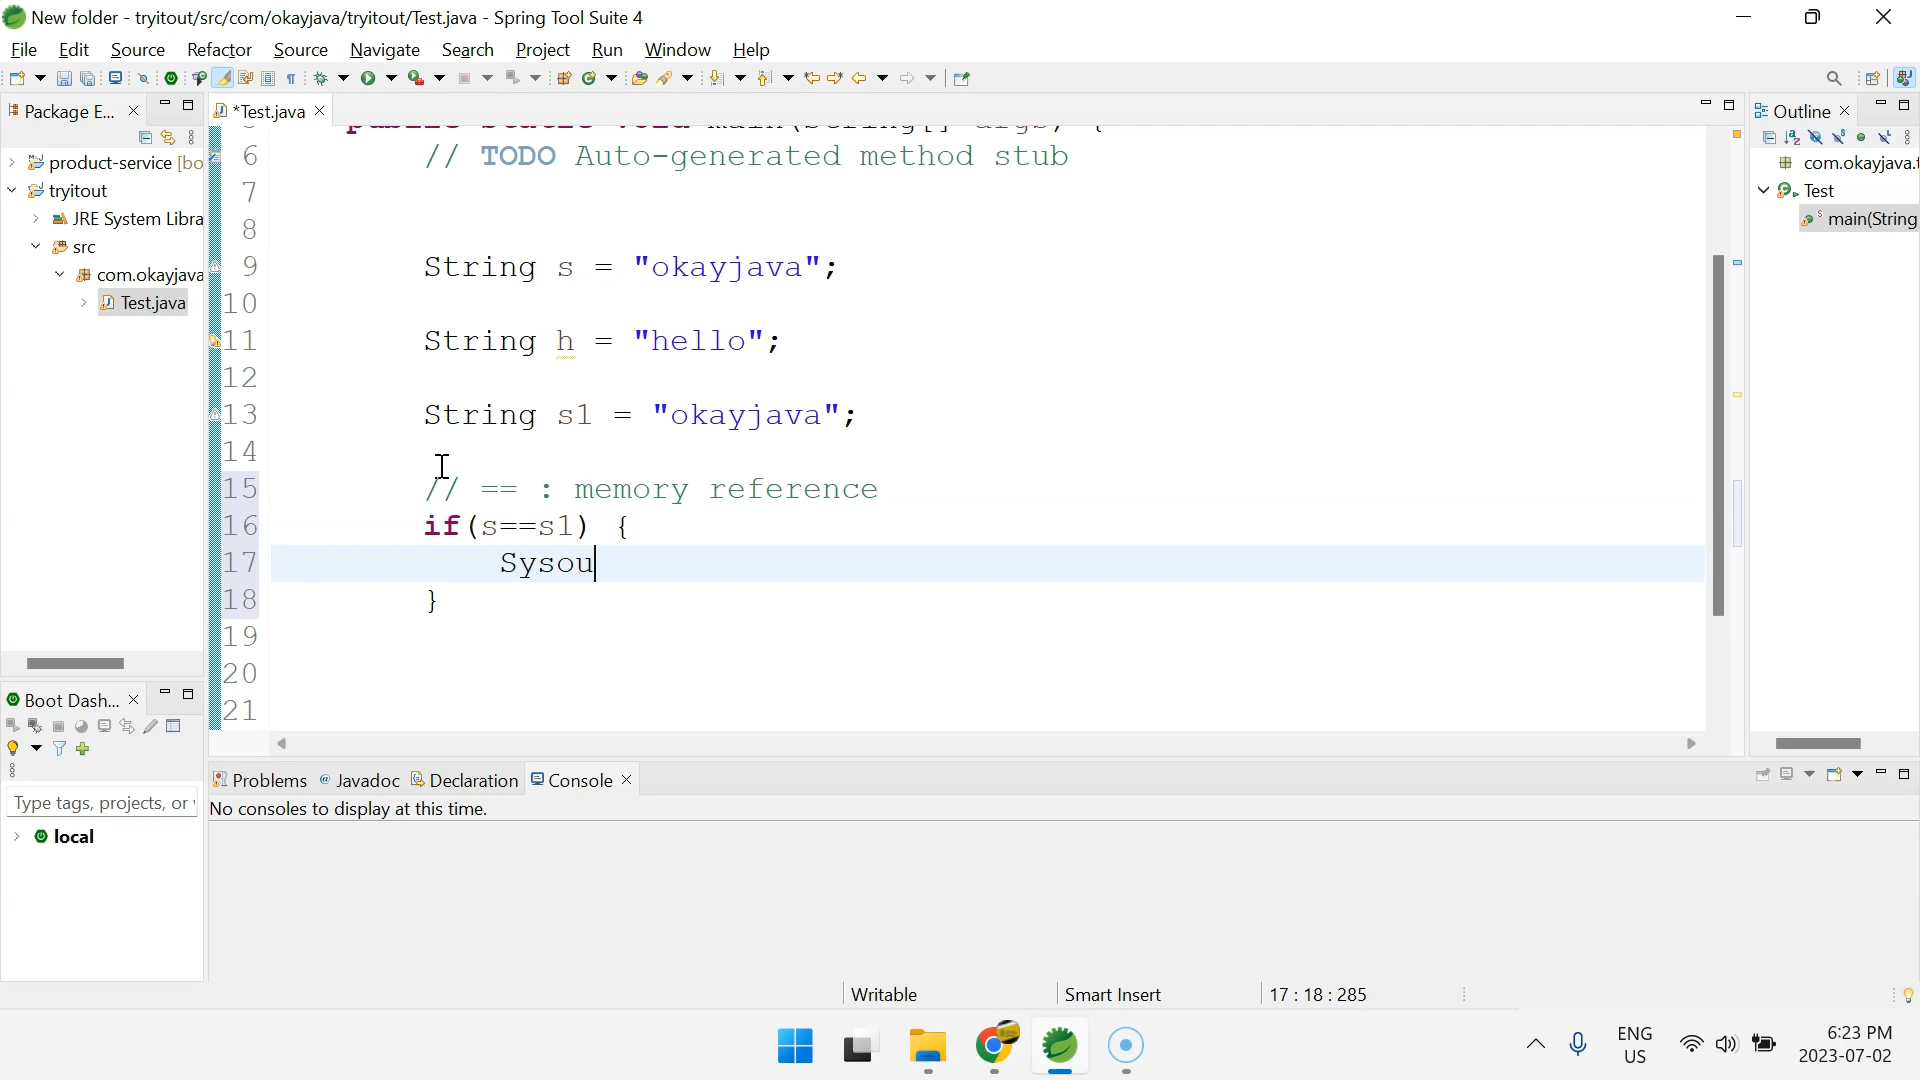 New folder - tryitout/src/com/okayjava/tryitout/Test.java - Spring Tool Suite 4
File Edit Source Refactor Source Navigate Search Project Run Window Help
Package E...
*Test.java
Outline
public static void main(String[] args) {
product-service [bo
tryitout
JRE System Libra
src
com.okayjava
Test.java
com.okayjava.t
Test
main(String
6 // TODO Auto-generated method stub
7
8
9 String s = "okayjava";
10
11 String h = "hello";
12
13 String s1 = "okayjava";
14
15 // == : memory reference
16 if(s==s1) {
17 Sysou
18 }
19
20
21
Boot Dash...
Type tags, projects, or
local
Problems Javadoc Declaration Console
No consoles to display at this time.
Writable Smart Insert 17 : 18 : 285
ENG
US
6:23 PM
2023-07-02